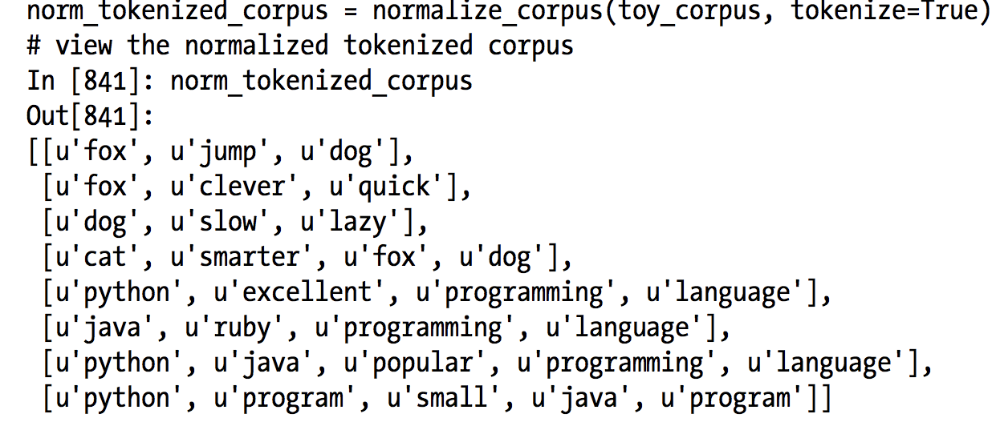 norm_tokenized_corpus = normalize_corpus(toy_corpus, tokenize=True)
# view the normalized tokenized corpus
In [841]: norm_tokenized_corpus
Out[841]:
[[u'fox', u'jump', u'dog'],
 [u'fox', u'clever', u'quick'],
 [u'dog', u'slow', u'lazy'],
 [u'cat', u'smarter', u'fox', u'dog'],
 [u'python', u'excellent', u'programming', u'language'],
 [u'java', u'ruby', u'programming', u'language'],
 [u'python', u'java', u'popular', u'programming', u'language'],
 [u'python', u'program', u'small', u'java', u'program']]